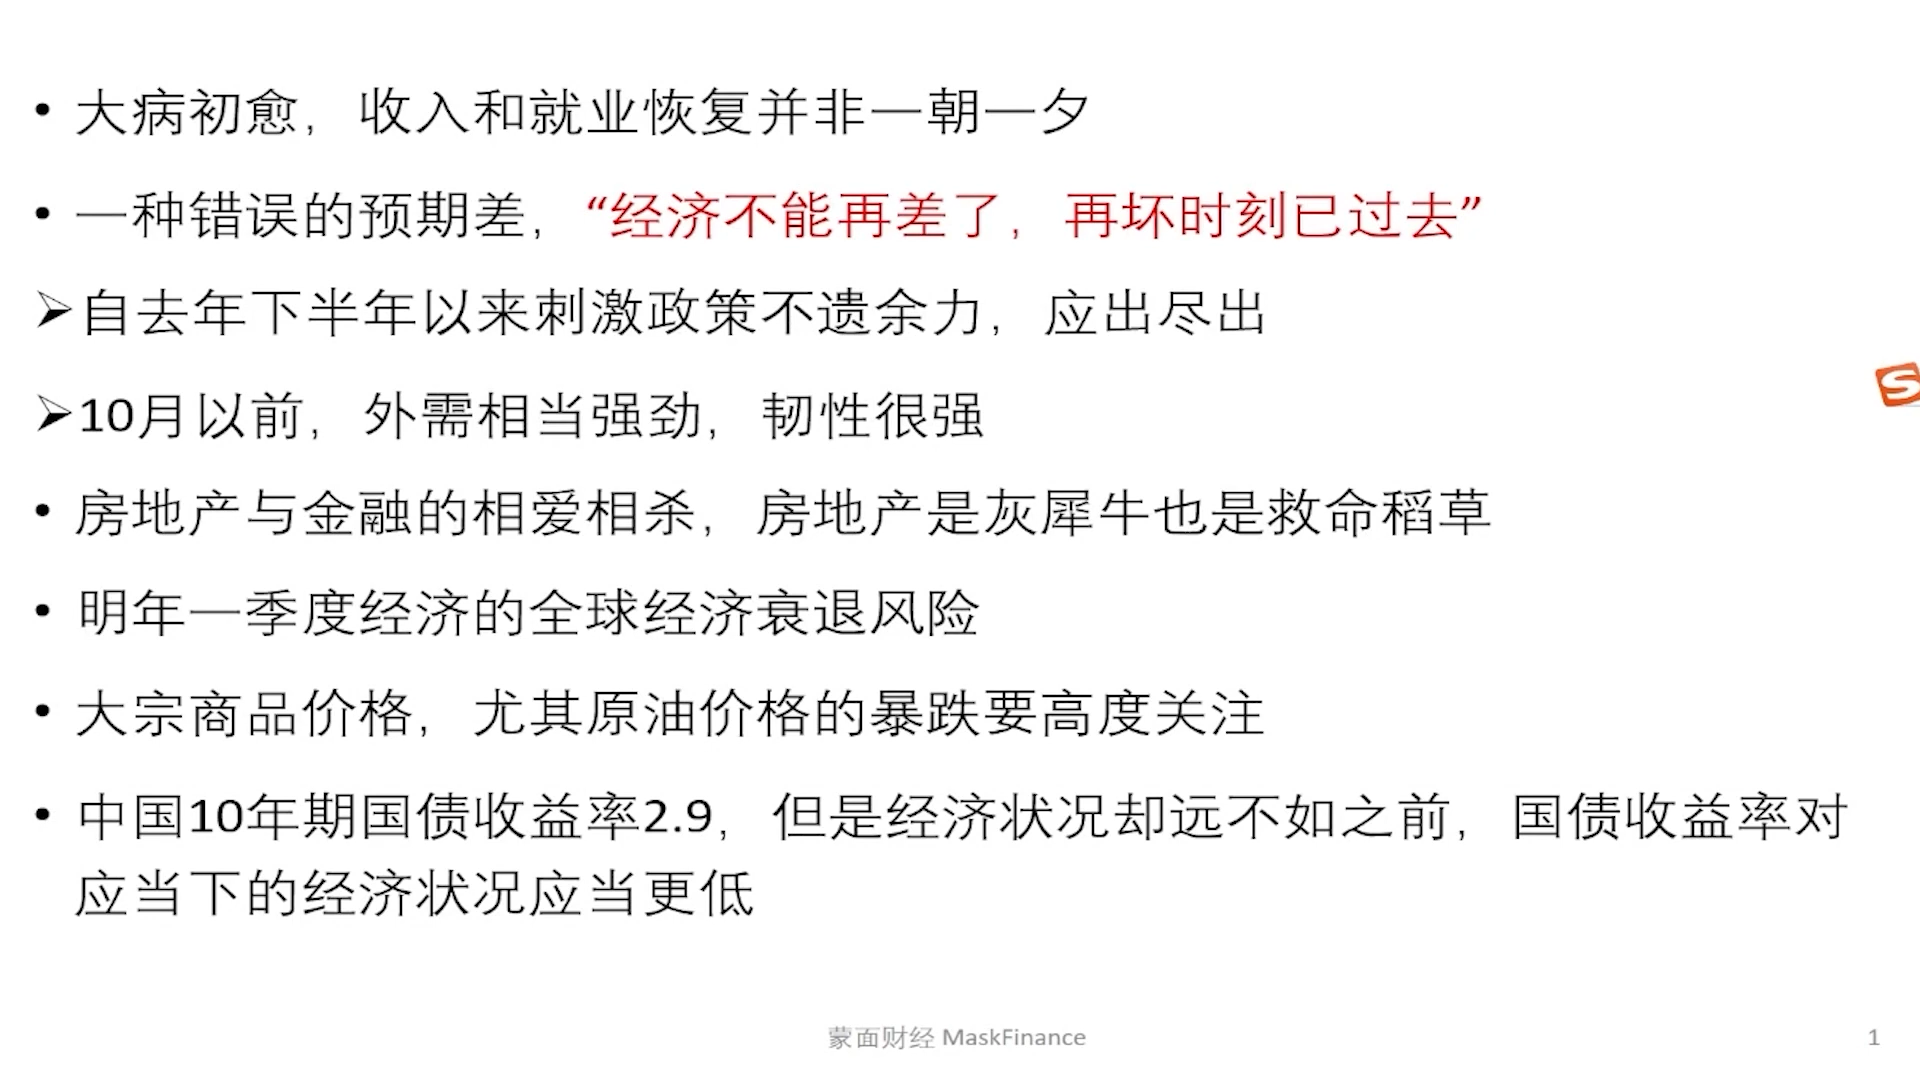 • 大病初愈，收入和就业恢复并非一朝一夕
• 一种错误的预期差，“经济不能再差了，再坏时刻已过去”
➢自去年下半年以来刺激政策不遗余力，应出尽出
➢10月以前，外需相当强劲，韧性很强
• 房地产与金融的相爱相杀，房地产是灰犀牛也是救命稻草
• 明年一季度经济的全球经济衰退风险
• 大宗商品价格，尤其原油价格的暴跌要高度关注
• 中国10年期国债收益率2.9，但是经济状况却远不如之前，国债收益率对
应当下的经济状况应当更低
蒙面财经 MaskFinance
1
S